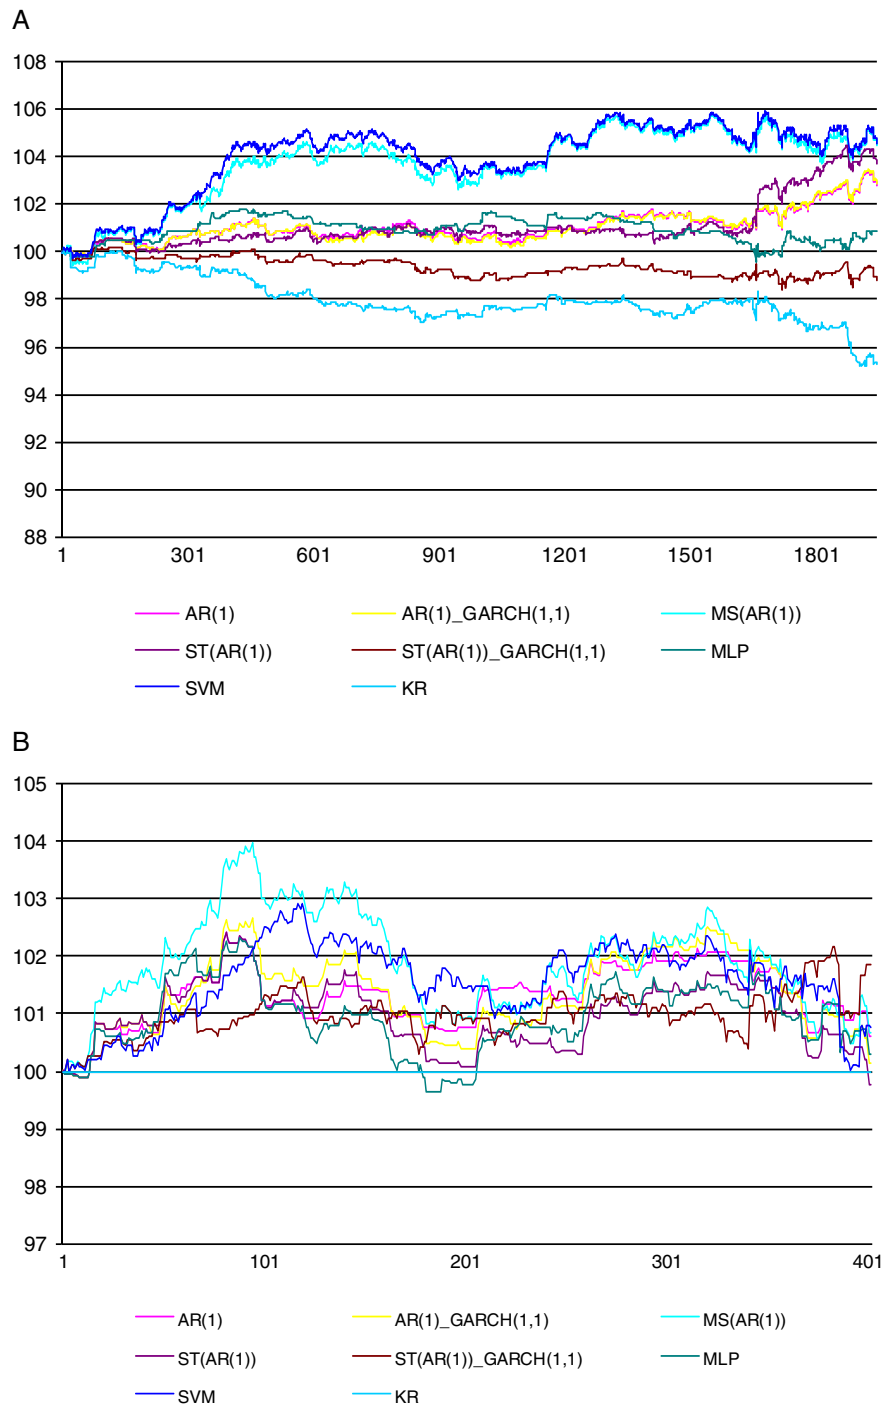 A
108
106
104
102
100
98
96
94
92
90
88
1 301 601 901 1201 1501 1801
AR(1) AR(1)_GARCH(1,1) MS(AR(1))
ST(AR(1)) ST(AR(1))_GARCH(1,1) MLP
SVM KR
B
105
104
103
102
101
100
99
98
97
1 101 201 301 401
AR(1) AR(1)_GARCH(1,1) MS(AR(1))
ST(AR(1)) ST(AR(1))_GARCH(1,1) MLP
SVM KR